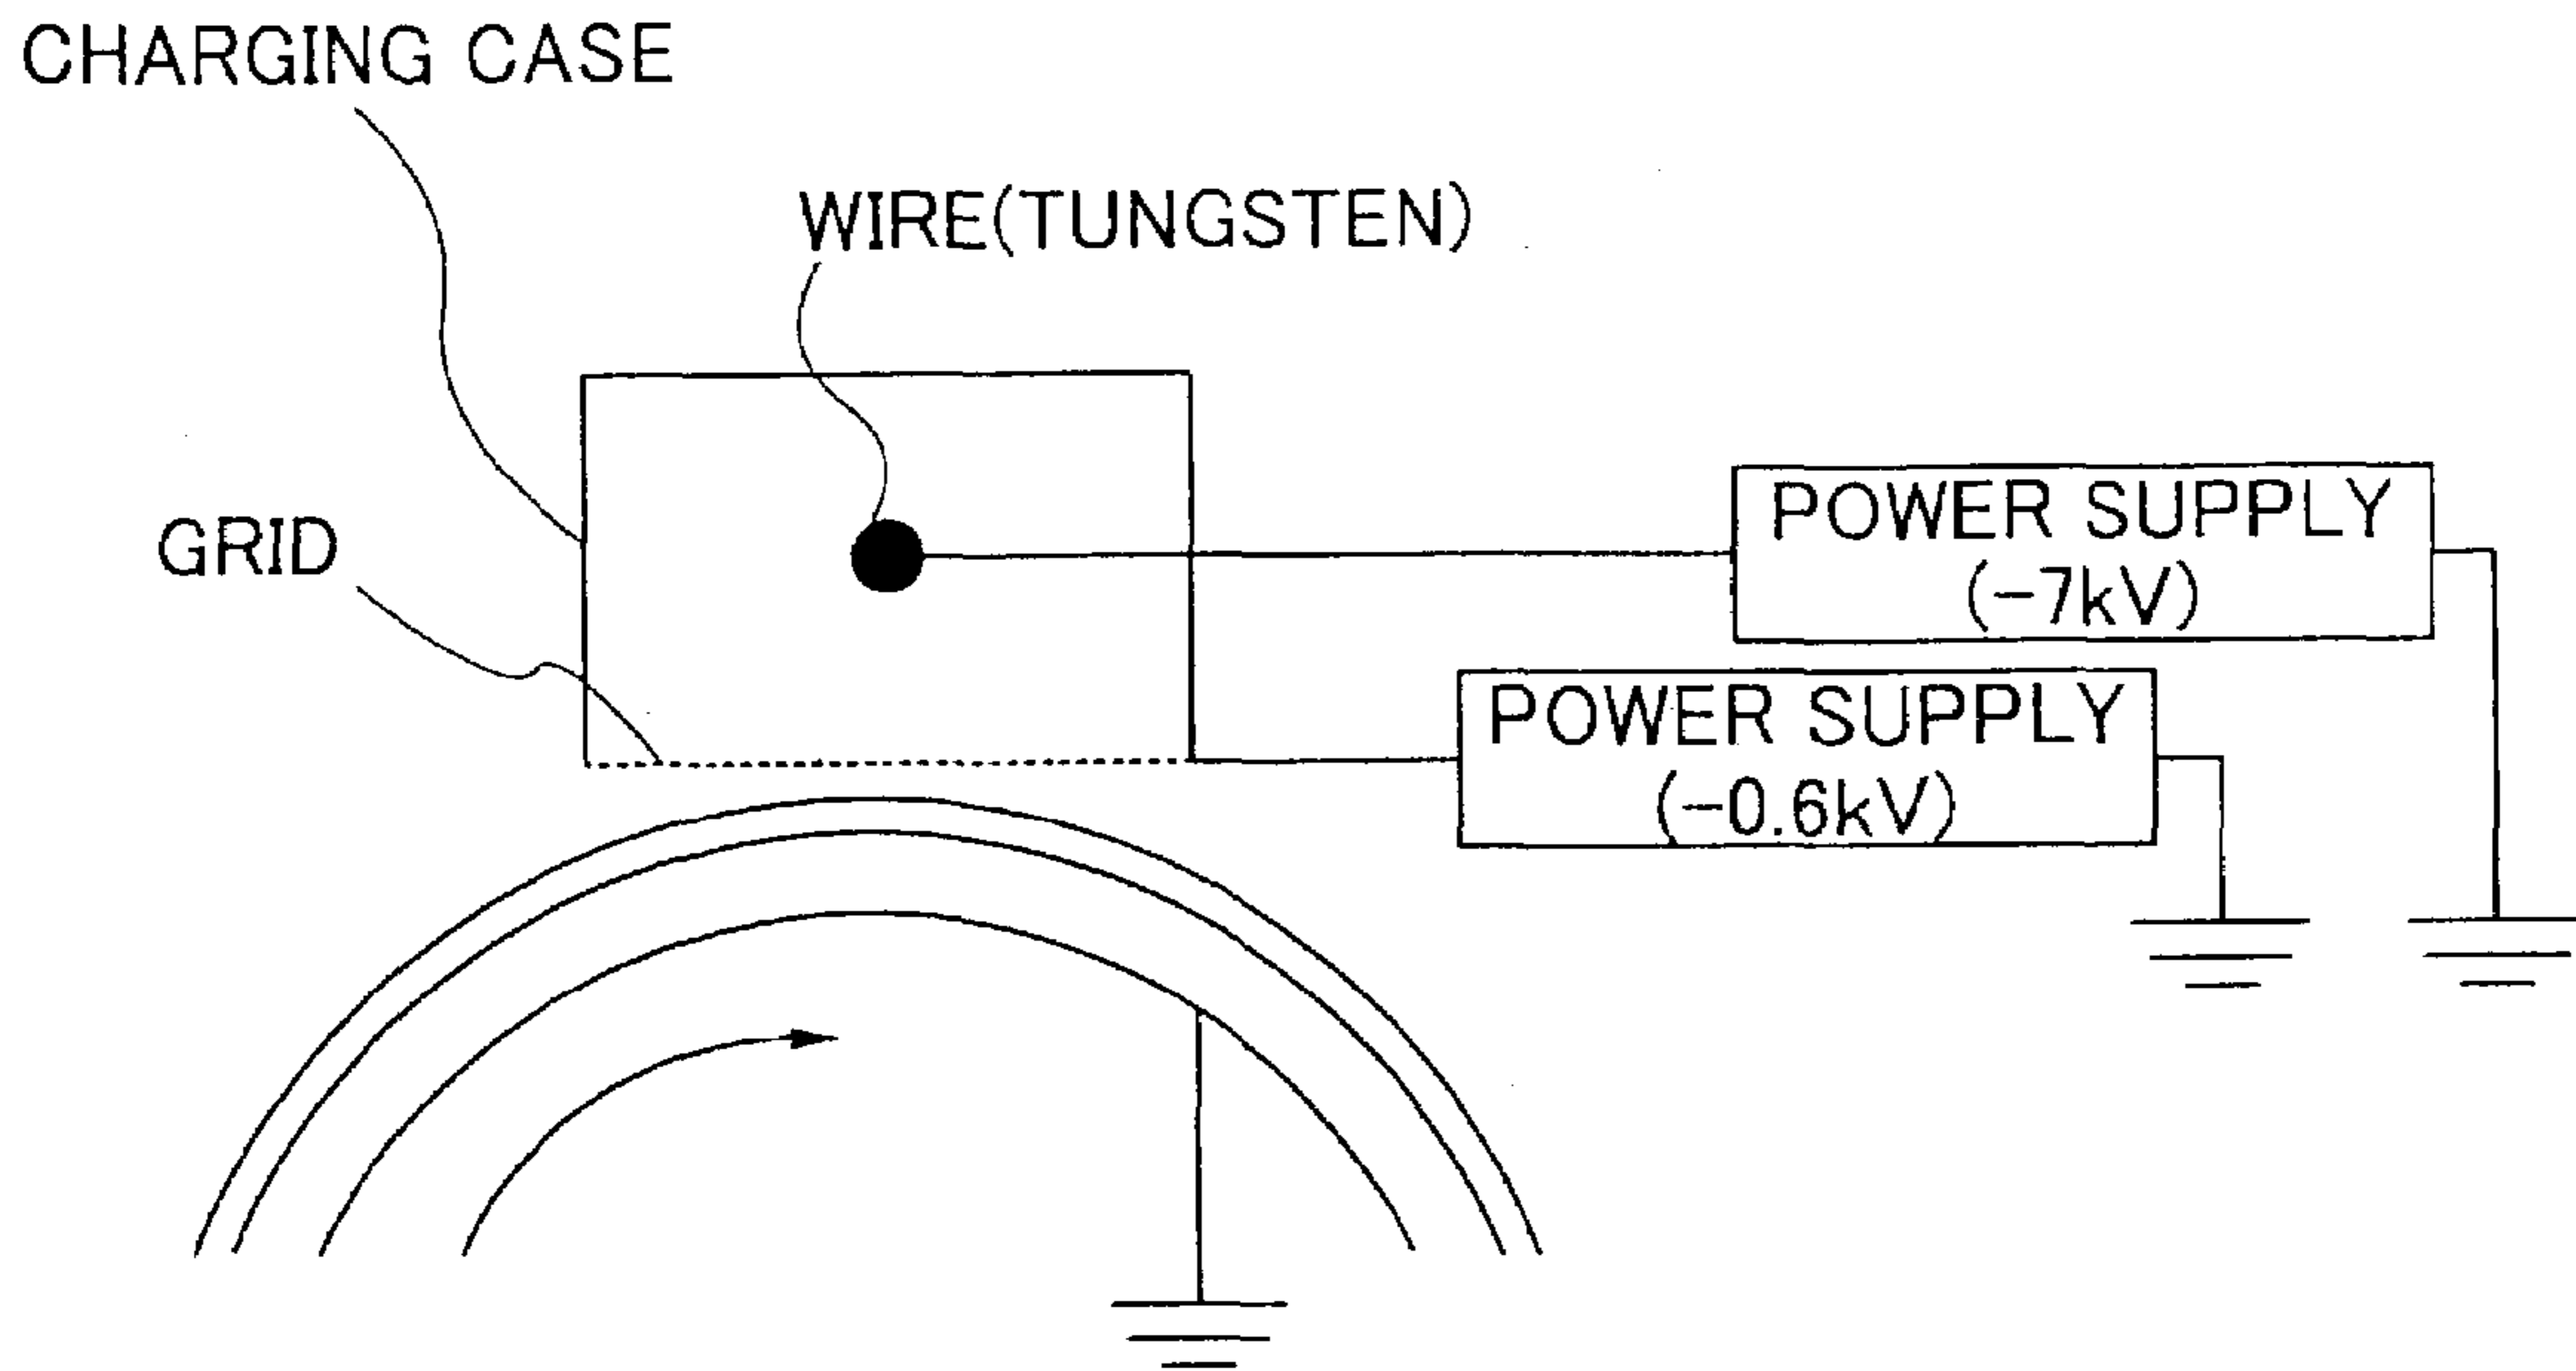 CHARGING CASE
WIRE(TUNGSTEN)
GRID
POWER SUPPLY
(-7kV)
POWER SUPPLY
(-0.6kV)